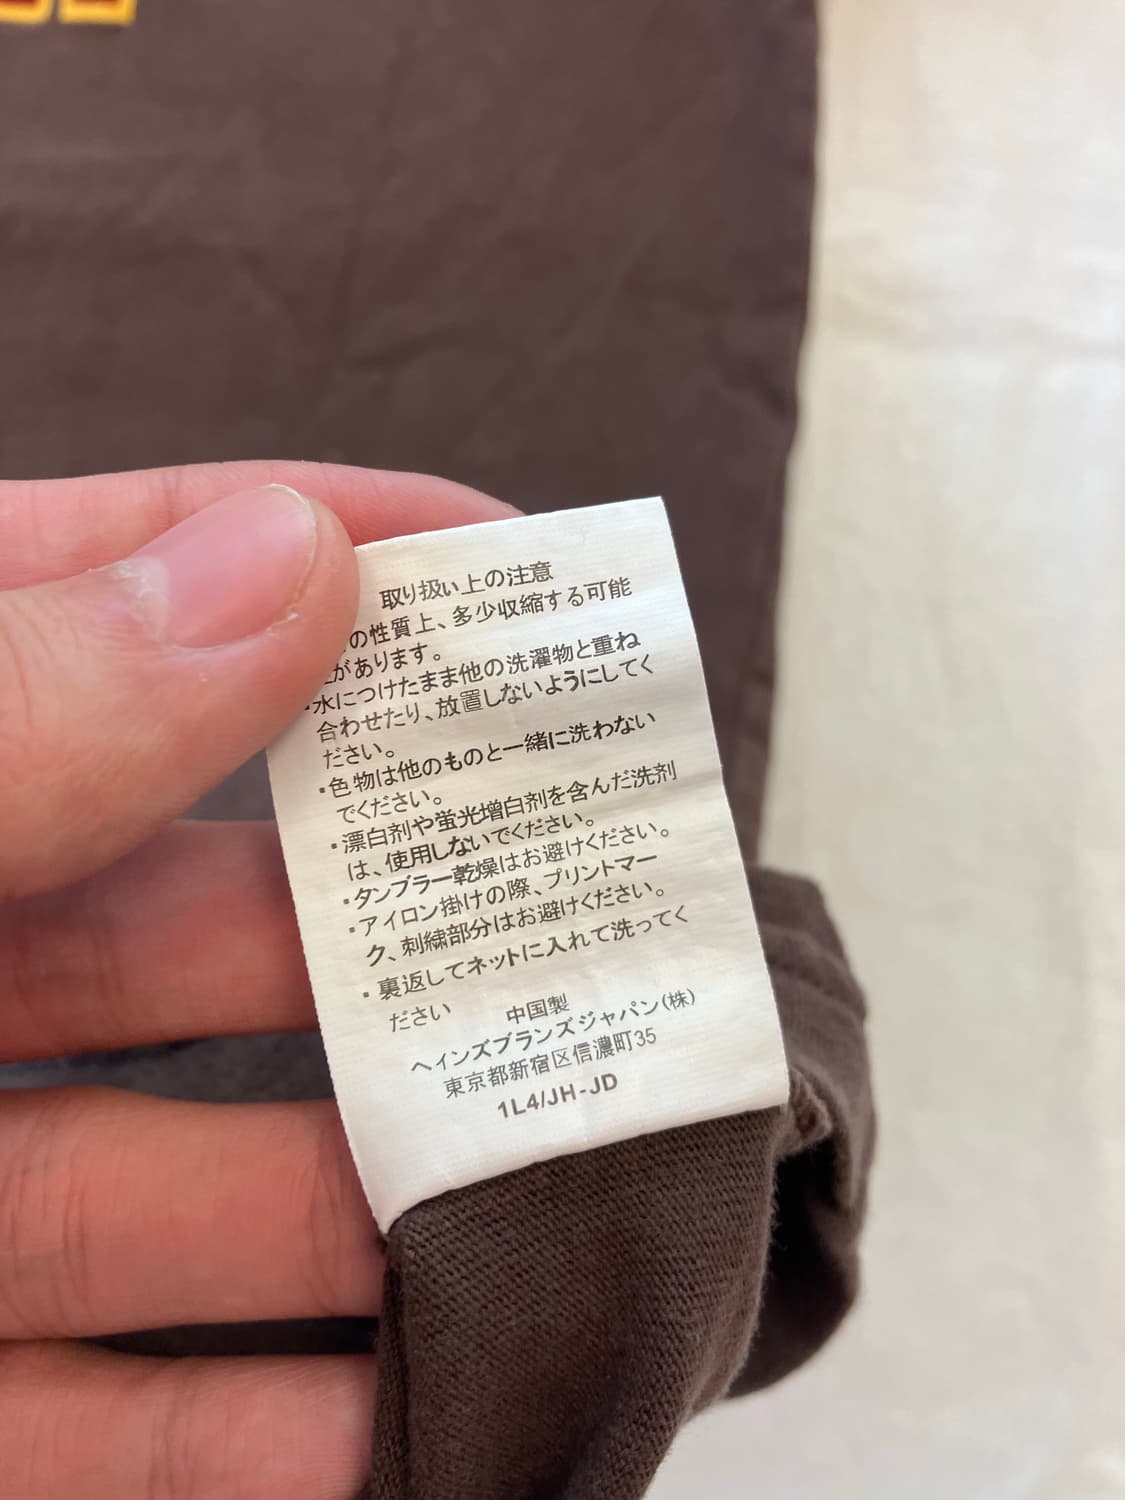 取り扱い上の注意
の性質上、多少収縮する可能
があります。
・水につけたまま他の洗濯物と重ね
合わせたり、放置しないようにしてく
ださい。
・色物は他のものと一緒に洗わない
でください。
・漂白剤や蛍光増白剤を含んだ洗剤
は、使用しないでください。
・タンブラー乾燥はお避けください。
・アイロン掛けの際、プリントマー
ク、刺繍部分はお避けください。
・裏返してネットに入れて洗ってく
ださい
中国製
ヘインズブランズジャパン(株)
東京都新宿区信濃町35
1L4/JH-JD